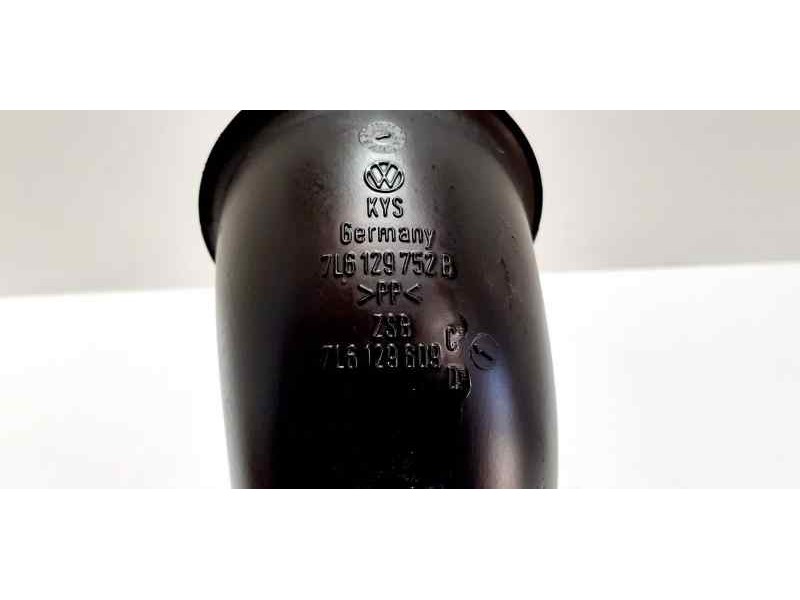 KYS
Germany
7L6 129 752 B
>PP<
ZSB
7L6 129 609 C
D